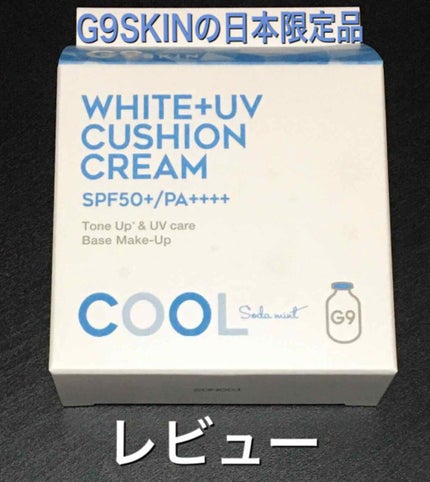 G9SKINの日本限定品
WHITE+UV
CUSHION
CREAM
SPF50+/PA++++
Tone Up* & UV care
Base Make-Up
COOL Soda mint
G9
レビュー